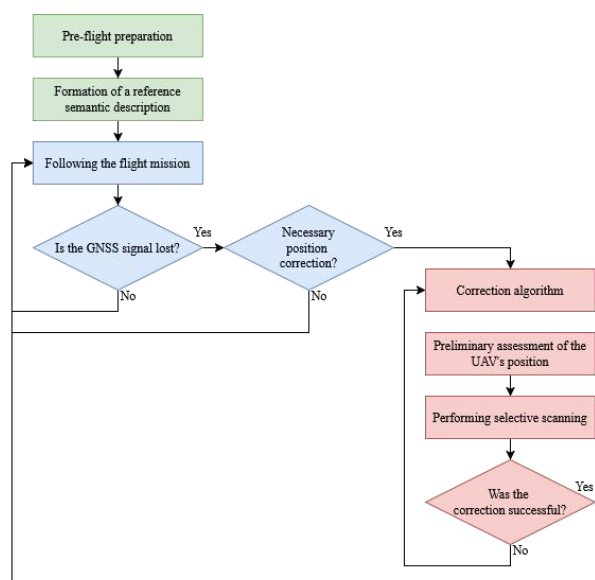 Pre-flight preparation
Formation of a reference
semantic description
Following the flight mission
Is the GNSS signal lost?
Yes
No
Necessary
position
correction?
Yes
No
Correction algorithm
Preliminary assessment of the
UAV's position
Performing selective scanning
Was the
correction successful?
Yes
No